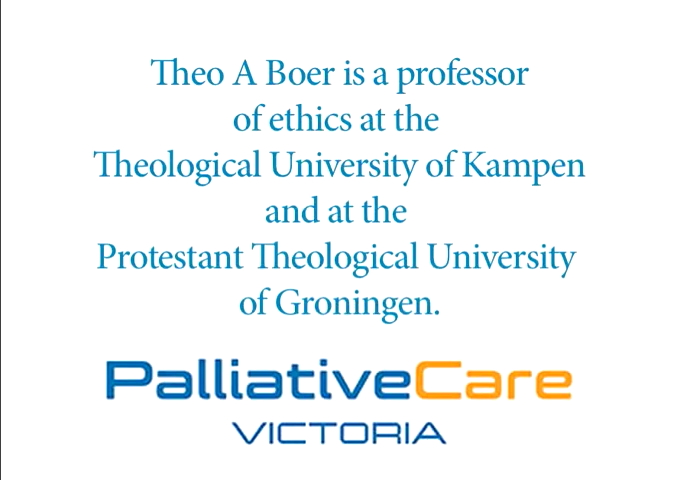 Theo A Boer is a professor
of ethics at the
Theological University of Kampen
and at the
Protestant Theological University
of Groningen.
PalliativeCare
VICTORIA